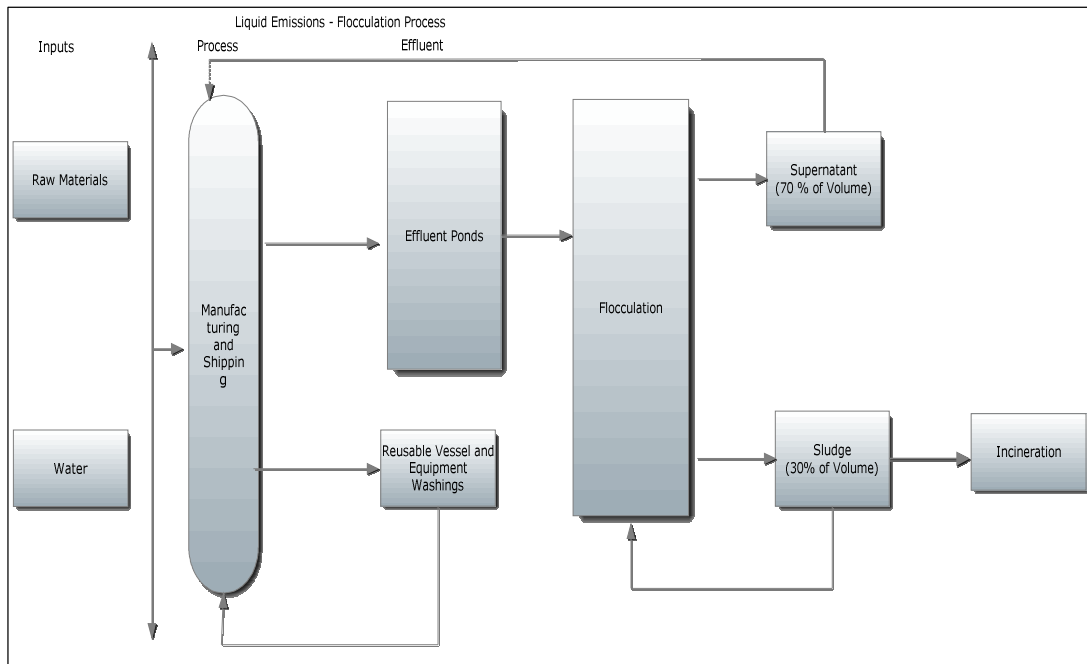 Liquid Emissions - Flocculation Process
Inputs
Process
Effluent
Raw Materials
Water
Manufac
turing
and
Shippin
g
Effluent Ponds
Reusable Vessel and
Equipment
Washings
Flocculation
Supernatant
(70 % of Volume)
Sludge
(30% of Volume)
Incineration